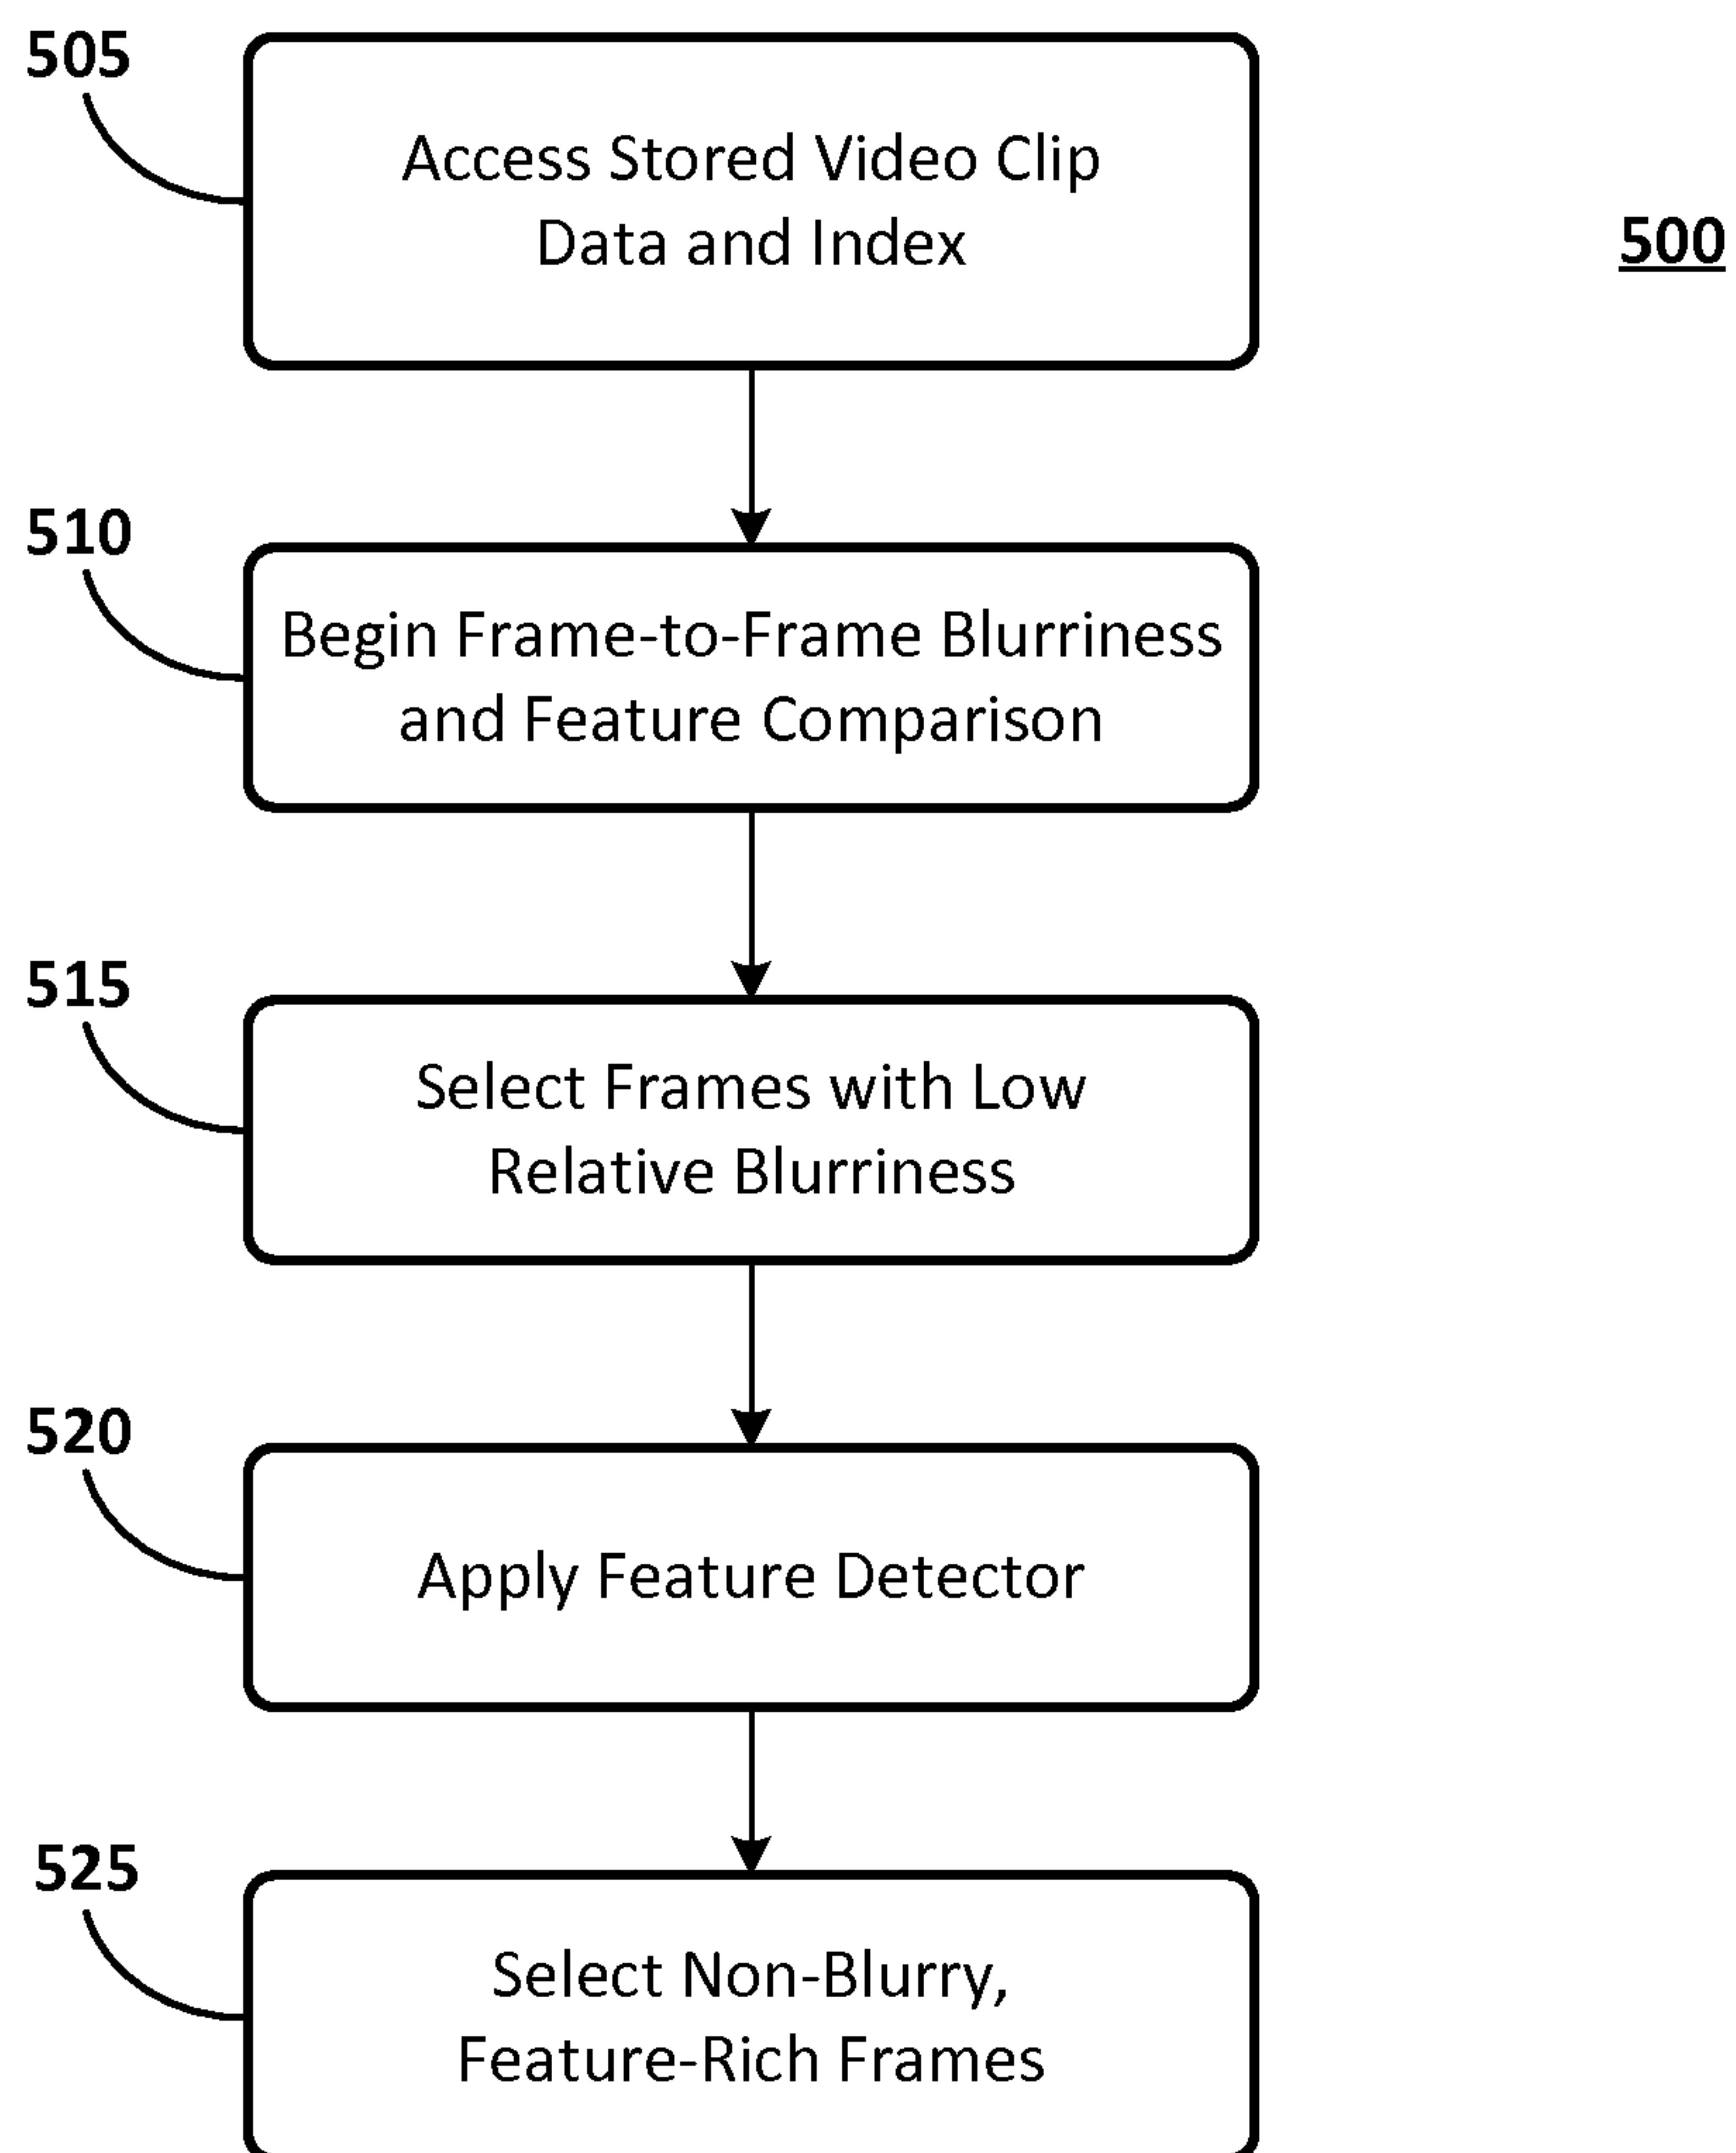 505
Access Stored Video Clip
Data and Index
500
510
Begin Frame-to-Frame Blurriness
and Feature Comparison
515
Select Frames with Low
Relative Blurriness
520
Apply Feature Detector
525
Select Non-Blurry,
Feature-Rich Frames